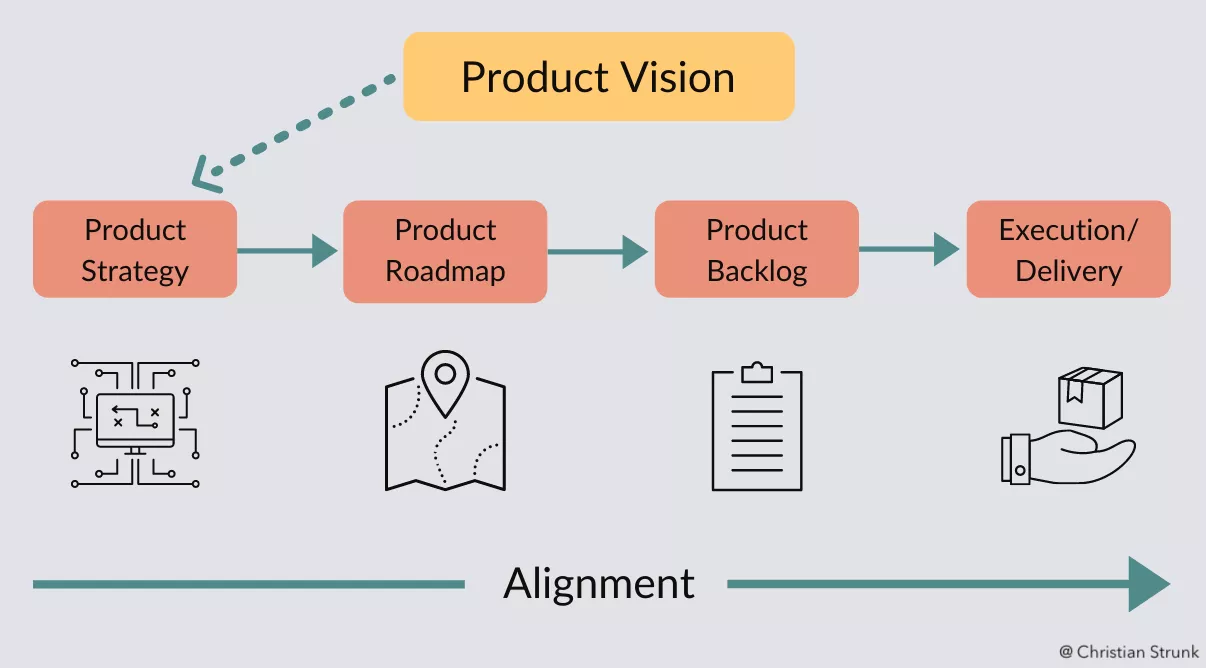 Product Vision
Product
Strategy
Product
Roadmap
Product
Backlog
Execution/
Delivery
Alignment
@ Christian Strunk